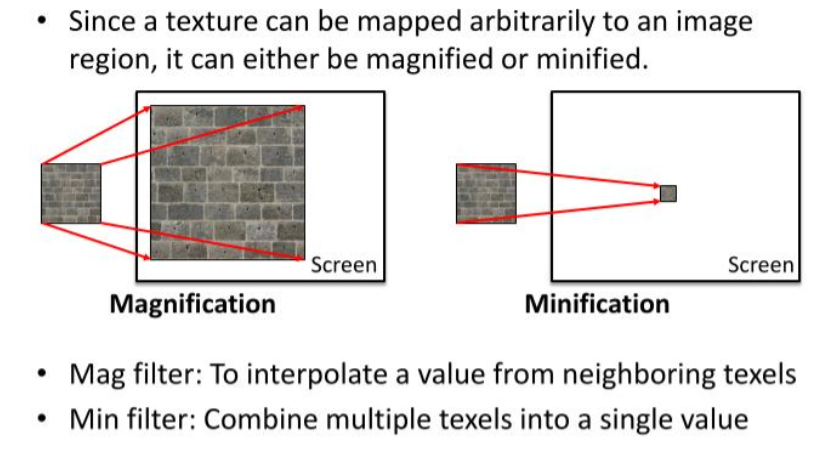 • Since a texture can be mapped arbitrarily to an image
region, it can either be magnified or minified.
Screen
Screen
Magnification
Minification
• Mag filter: To interpolate a value from neighboring texels
• Min filter: Combine multiple texels into a single value